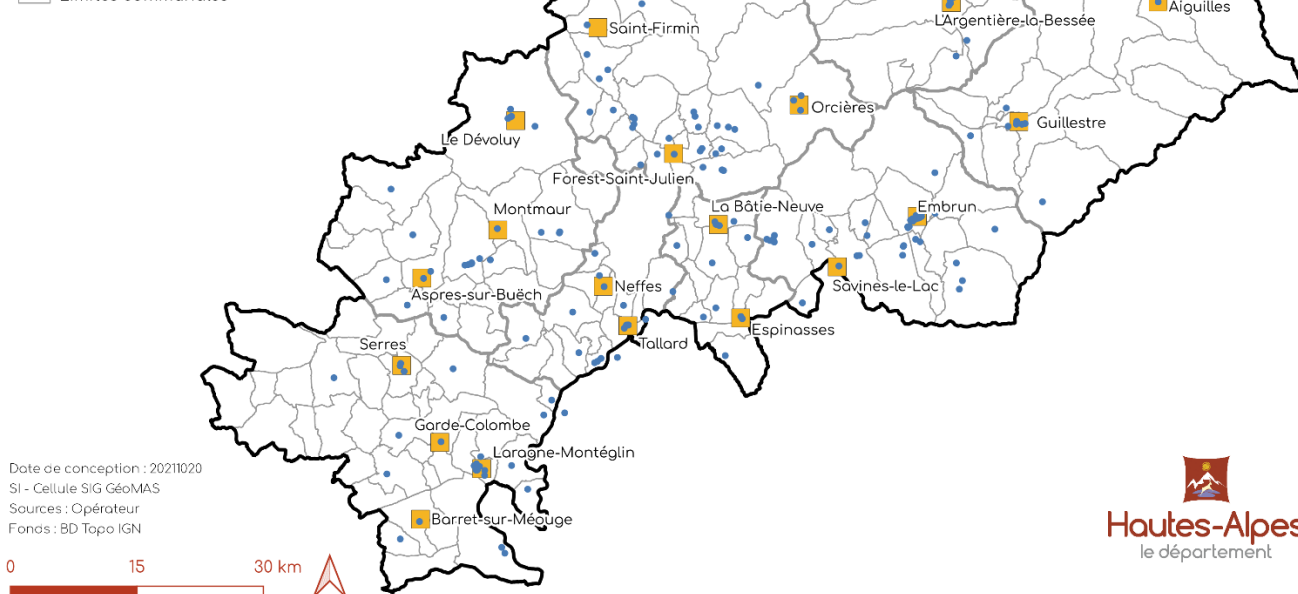 Limites communales
L'Argentière-la-Bessée
Aiguilles
Saint-Firmin
Orcières
Guillestre
Le Dévoluy
Forest-Saint-Julien
Montmaur
La Bâtie-Neuve
Embrun
Aspres-sur-Buëch
Neffes
Savines-le-Lac
Espinasses
Tallard
Serres
Garde-Colombe
Laragne-Montéglin
Barret-sur-Méouge
Date de conception : 20211020
SI - Cellule SIG GéoMAS
Sources : Opérateur
Fonds : BD Topo IGN
0 15 30 km
Hautes-Alpes
le département